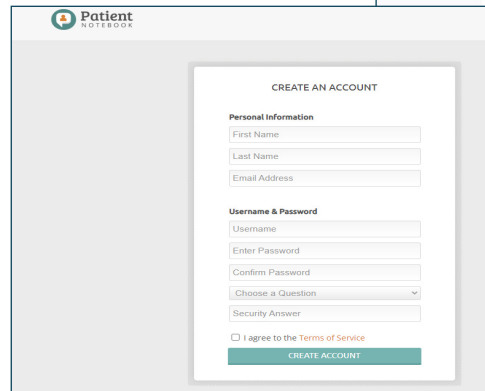 Patient
NOTEBOOK
CREATE AN ACCOUNT
Personal Information
First Name
Last Name
Email Address
Username & Password
Username
Enter Password
Confirm Password
Choose a Question
Security Answer
I agree to the Terms of Service
CREATE ACCOUNT